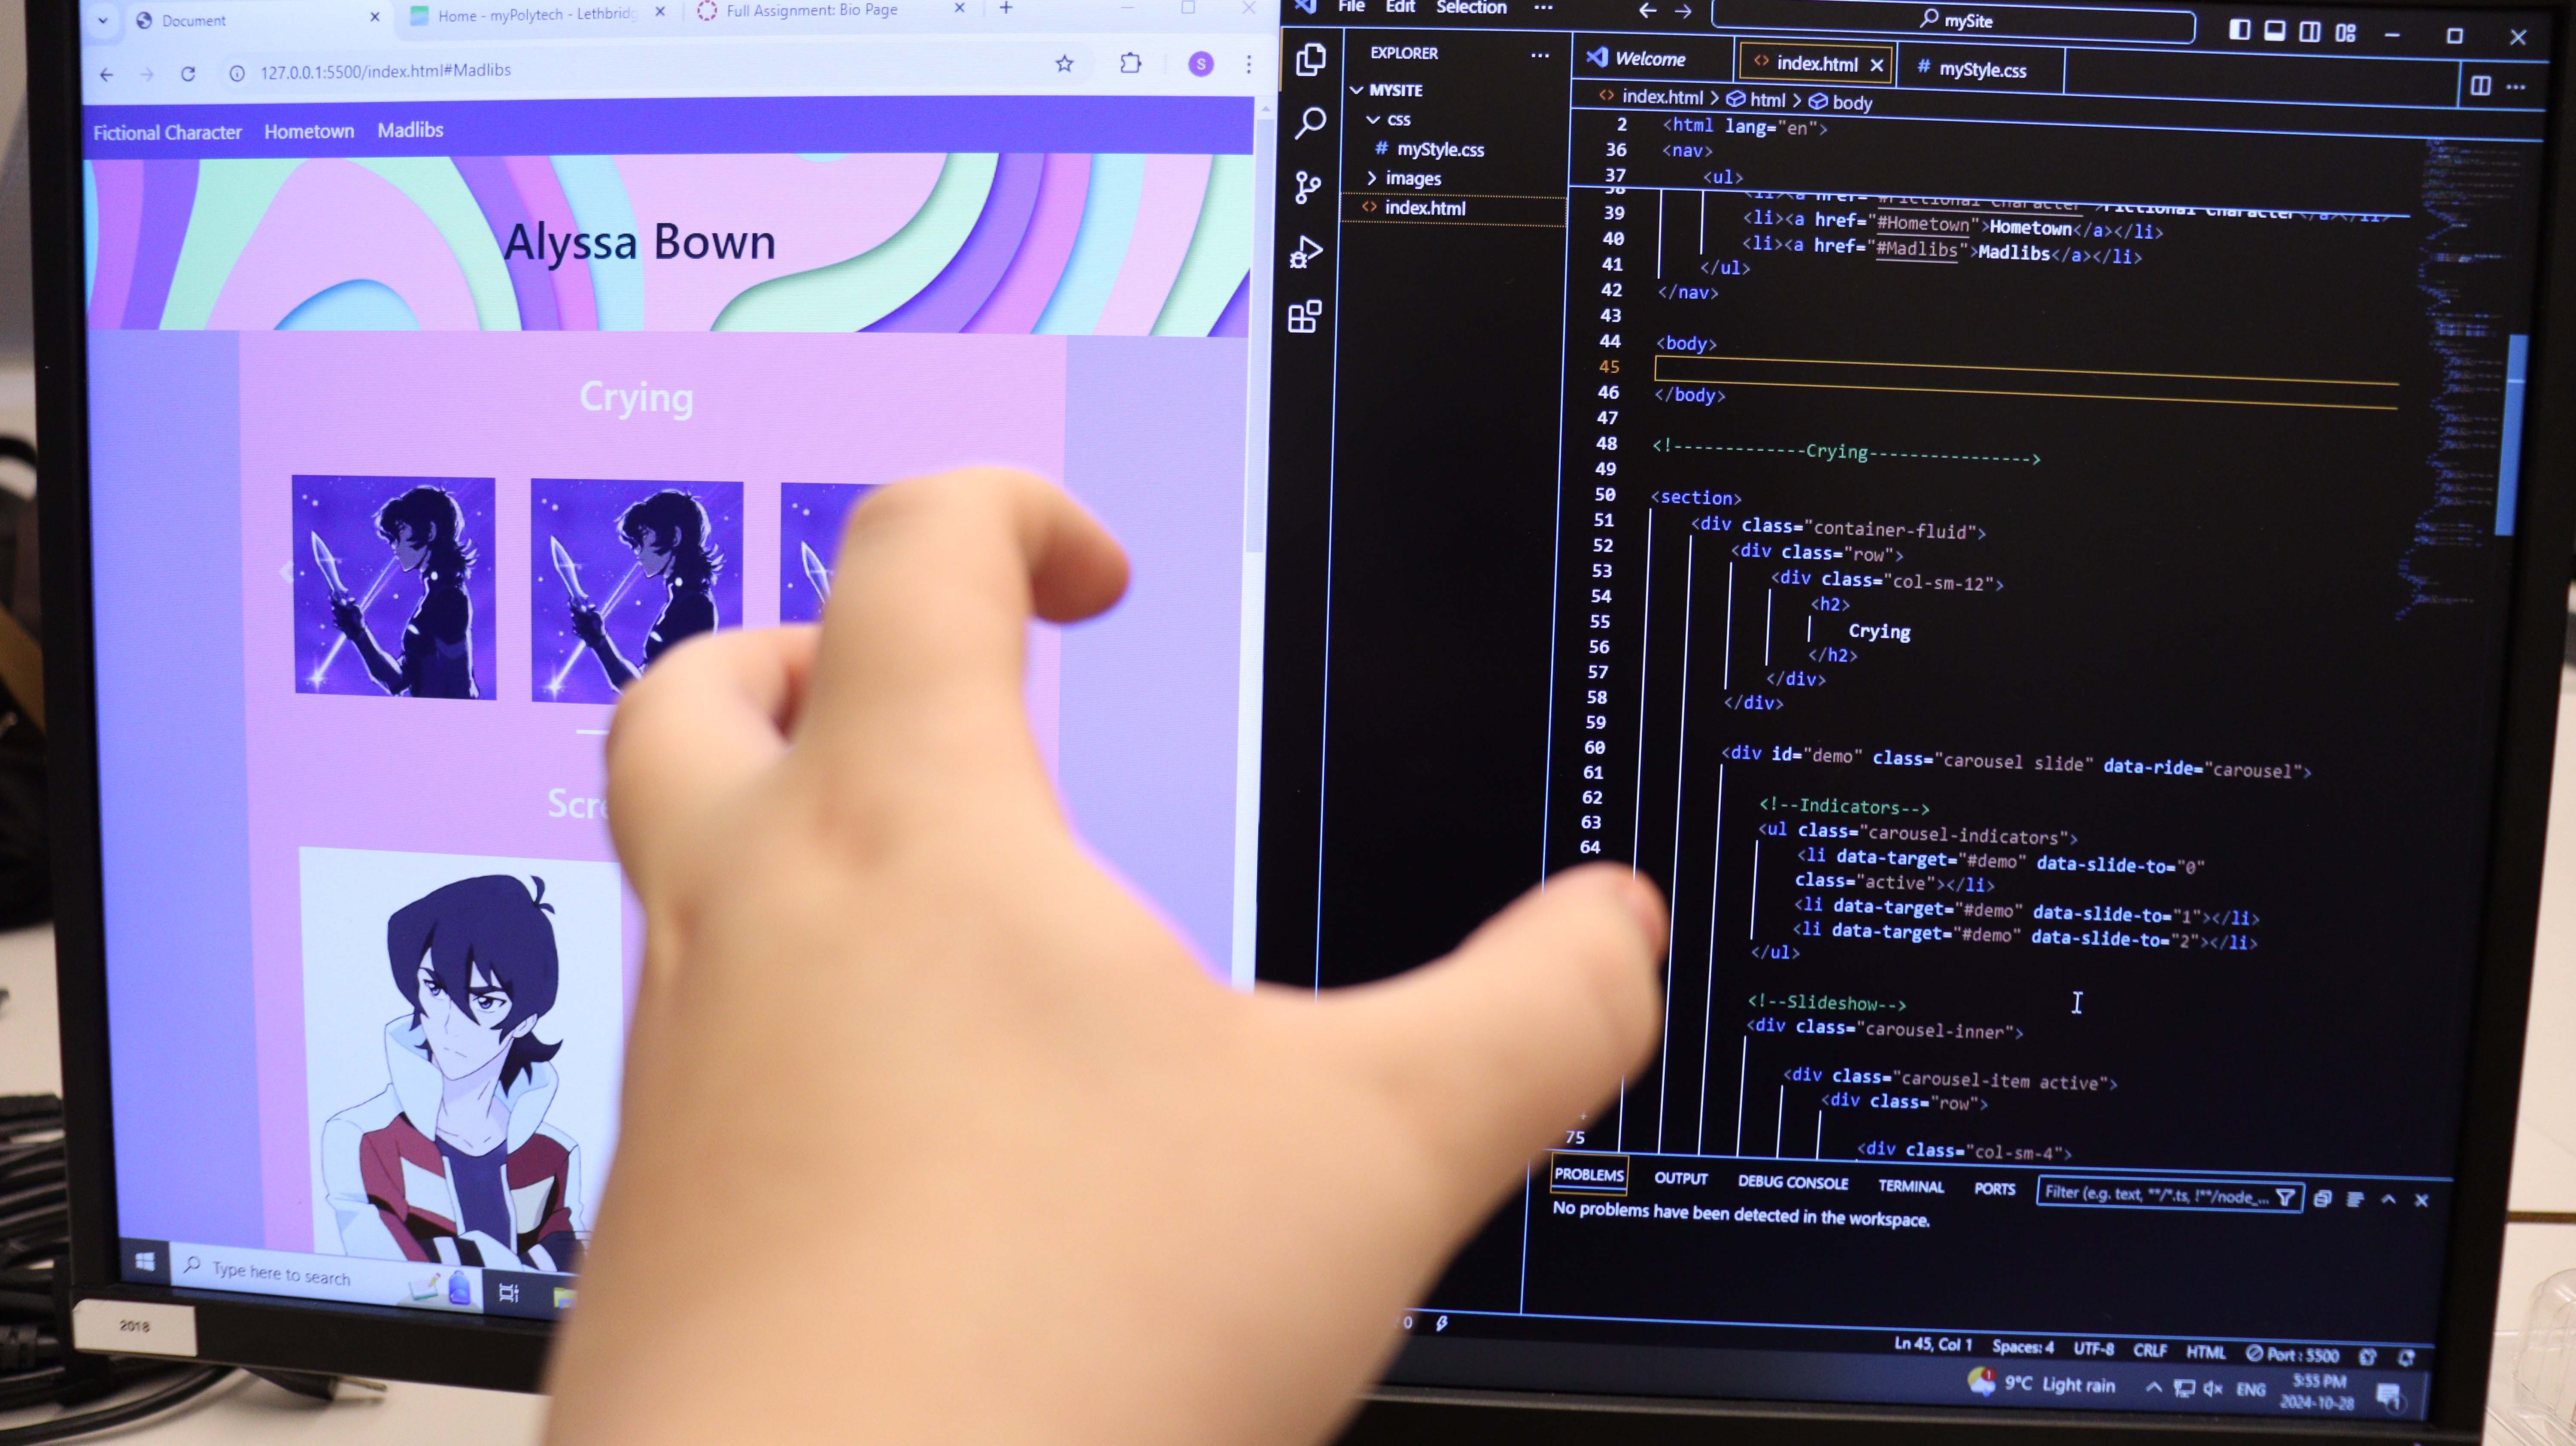 Document
Home - myPolytech - Lethbridg
Full Assignment: Bio Page
127.0.0.1:5500/index.html#Madlibs
S
Fictional Character Hometown Madlibs
Alyssa Bown
Crying
Scre
Type here to search
2018
File Edit Selection ...
mySite
EXPLORER
MYSITE
css
# myStyle.css
images
<> index.html
Welcome
<> index.html
# myStyle.css
<> index.html > html > body
2 <html lang="en">
36 <nav>
37 <ul>
38 <li><a href="#Fictional Character">Fictional Character</a></li>
39 <li><a href="#Hometown">Hometown</a></li>
40 <li><a href="#Madlibs">Madlibs</a></li>
41 </ul>
42 </nav>
43
44 <body>
45
46 </body>
47
48 <!-------------Crying--------------->
49
50 <section>
51 <div class="container-fluid">
52 <div class="row">
53 <div class="col-sm-12">
54 <h2>
55 Crying
56 </h2>
57 </div>
58 </div>
59
60 <div id="demo" class="carousel slide" data-ride="carousel">
61
62 <!--Indicators-->
63 <ul class="carousel-indicators">
64 <li data-target="#demo" data-slide-to="0"
class="active"></li>
<li data-target="#demo" data-slide-to="1"></li>
<li data-target="#demo" data-slide-to="2"></li>
</ul>
<!--Slideshow-->
<div class="carousel-inner">
<div class="carousel-item active">
<div class="row">
75
<div class="col-sm-4">
PROBLEMS OUTPUT DEBUG CONSOLE TERMINAL PORTS Filter (e.g. text, **/*.ts, !**/node_...
No problems have been detected in the workspace.
0
Ln 45, Col 1 Spaces: 4 UTF-8 CRLF HTML Port : 5500
9°C Light rain ENG 5:55 PM
2024-10-28